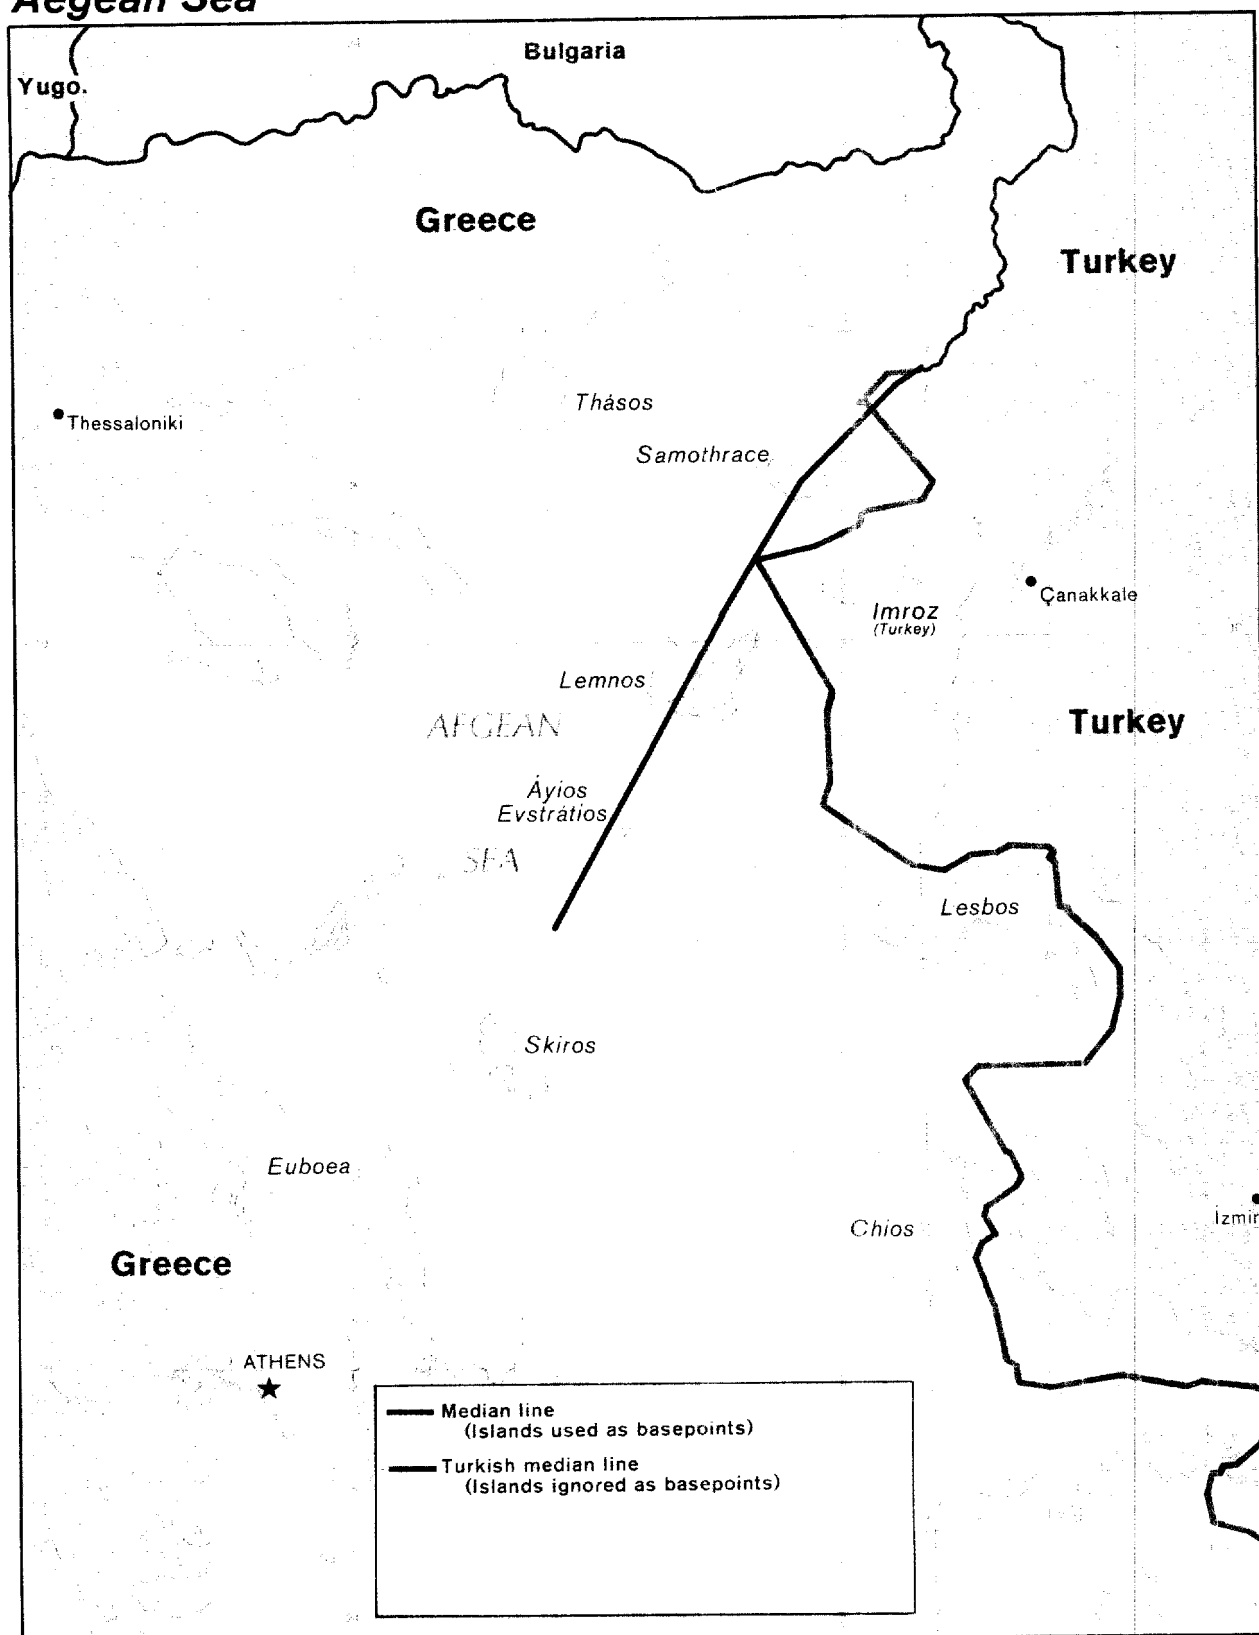 Aegean Sea
Bulgaria
Yugo.
Greece
Turkey
Thásos
Thessaloniki
Samothrace
Çanakkale
Imroz
(Turkey)
Lemnos
AEGEAN
Turkey
Áyios
Evstrátios
SEA
Lesbos
Skiros
Euboea
Izmir
Chios
Greece
ATHENS
Median line
(Islands used as basepoints)
Turkish median line
(Islands ignored as basepoints)